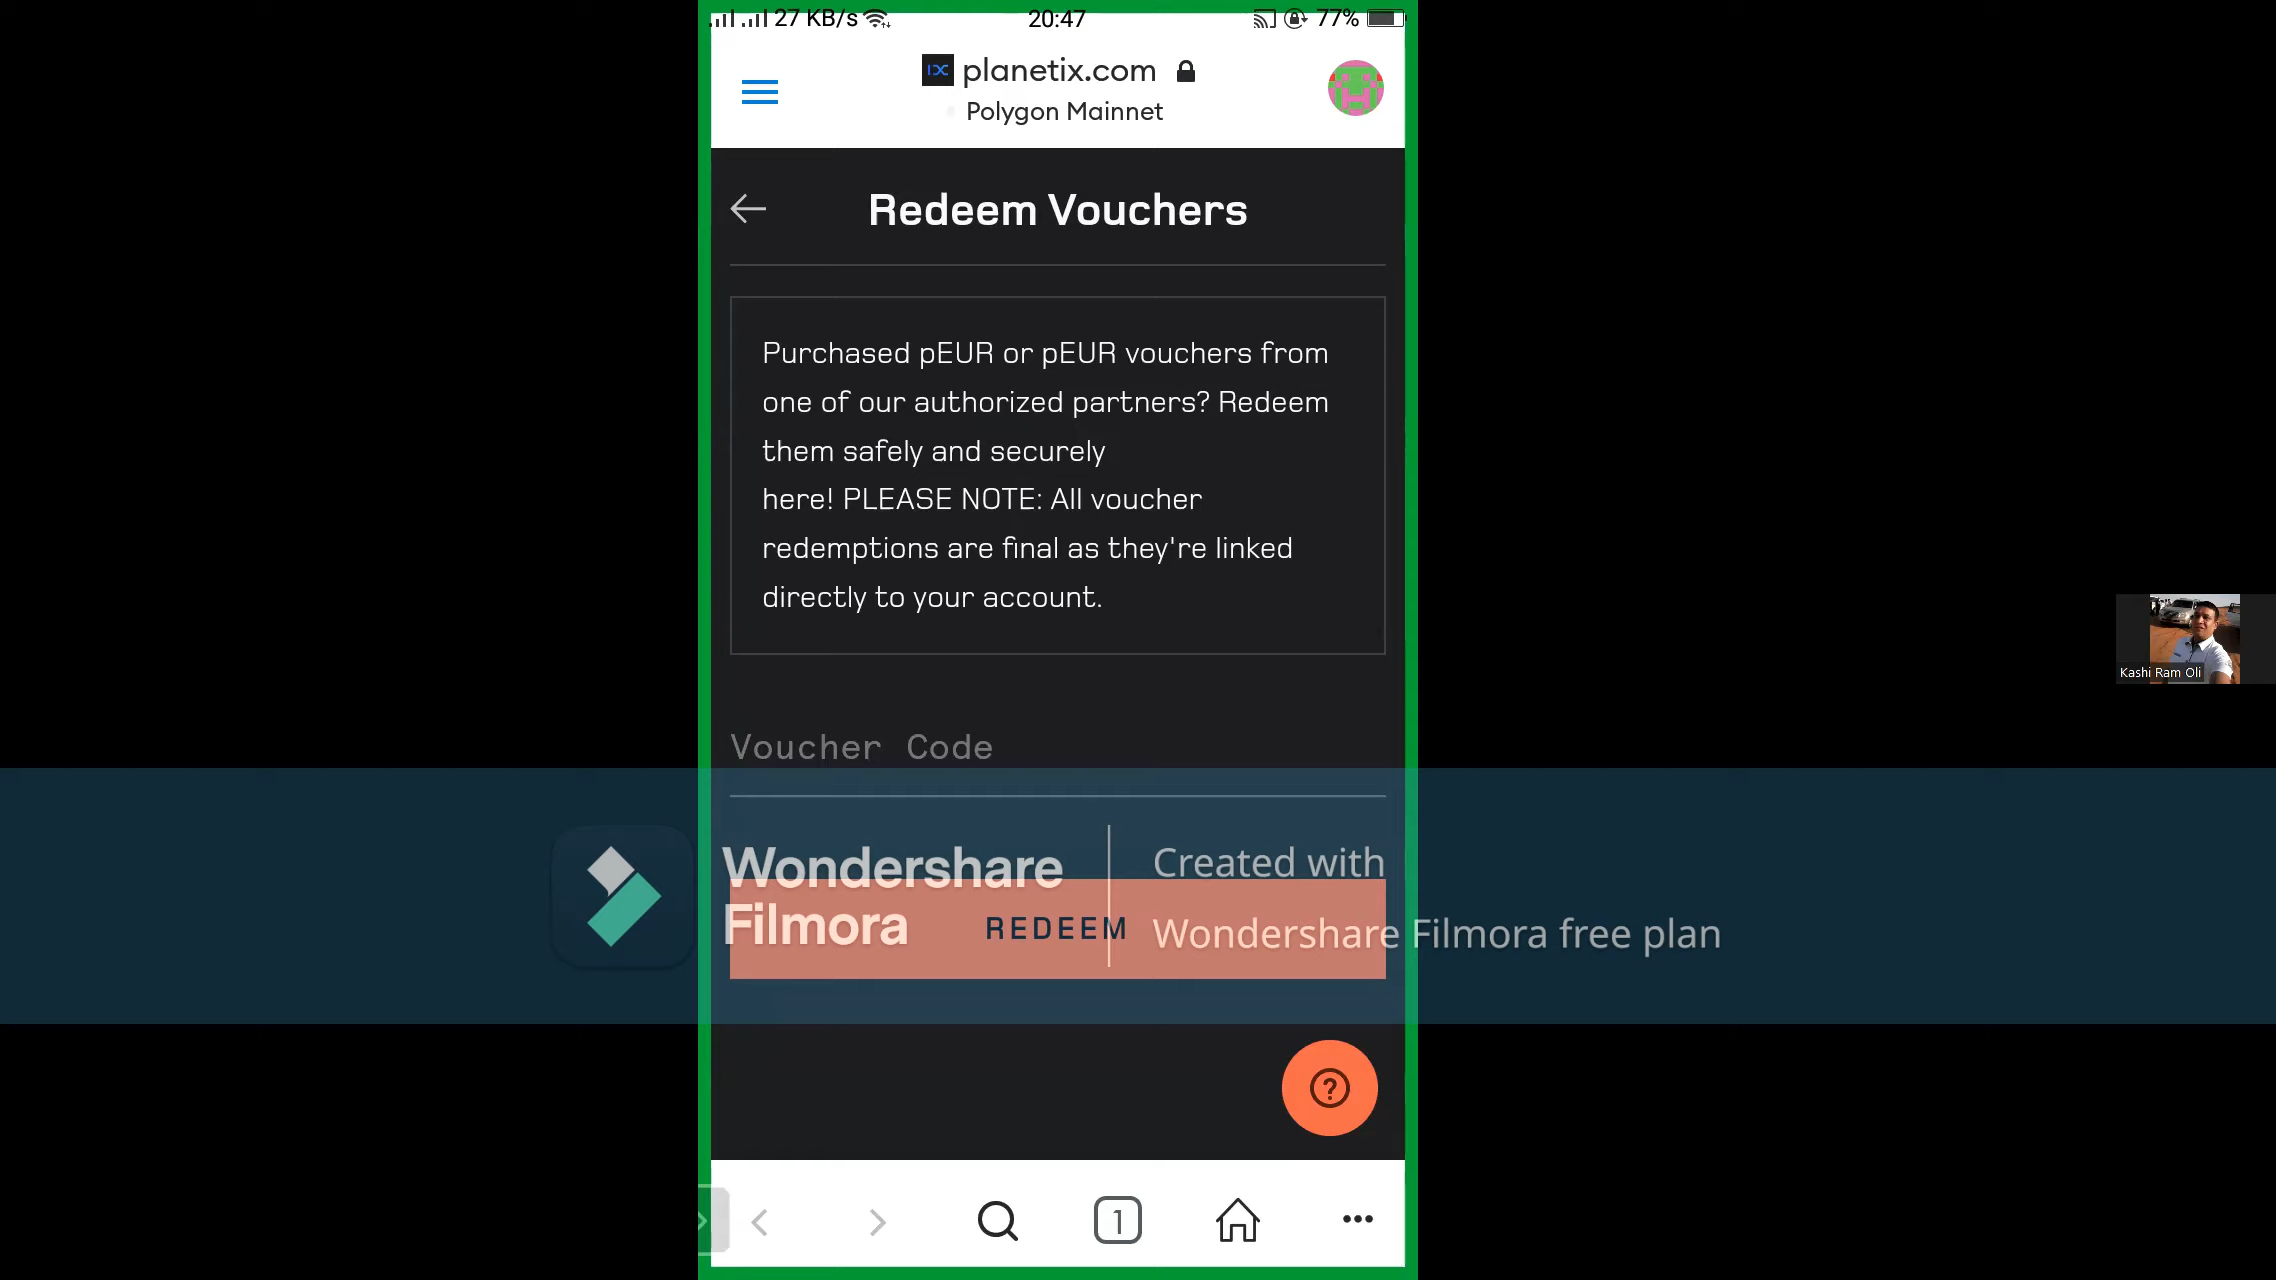 27 KB/s
20:47
77%
planetix.com
Polygon Mainnet
Redeem Vouchers
Purchased pEUR or pEUR vouchers from
one of our authorized partners? Redeem
them safely and securely
here! PLEASE NOTE: All voucher
redemptions are final as they're linked
directly to your account.
Kashi Ram Oli
Voucher Code
Wondershare
Filmora
Created with
Wondershare Filmora free plan
REDEEM
1